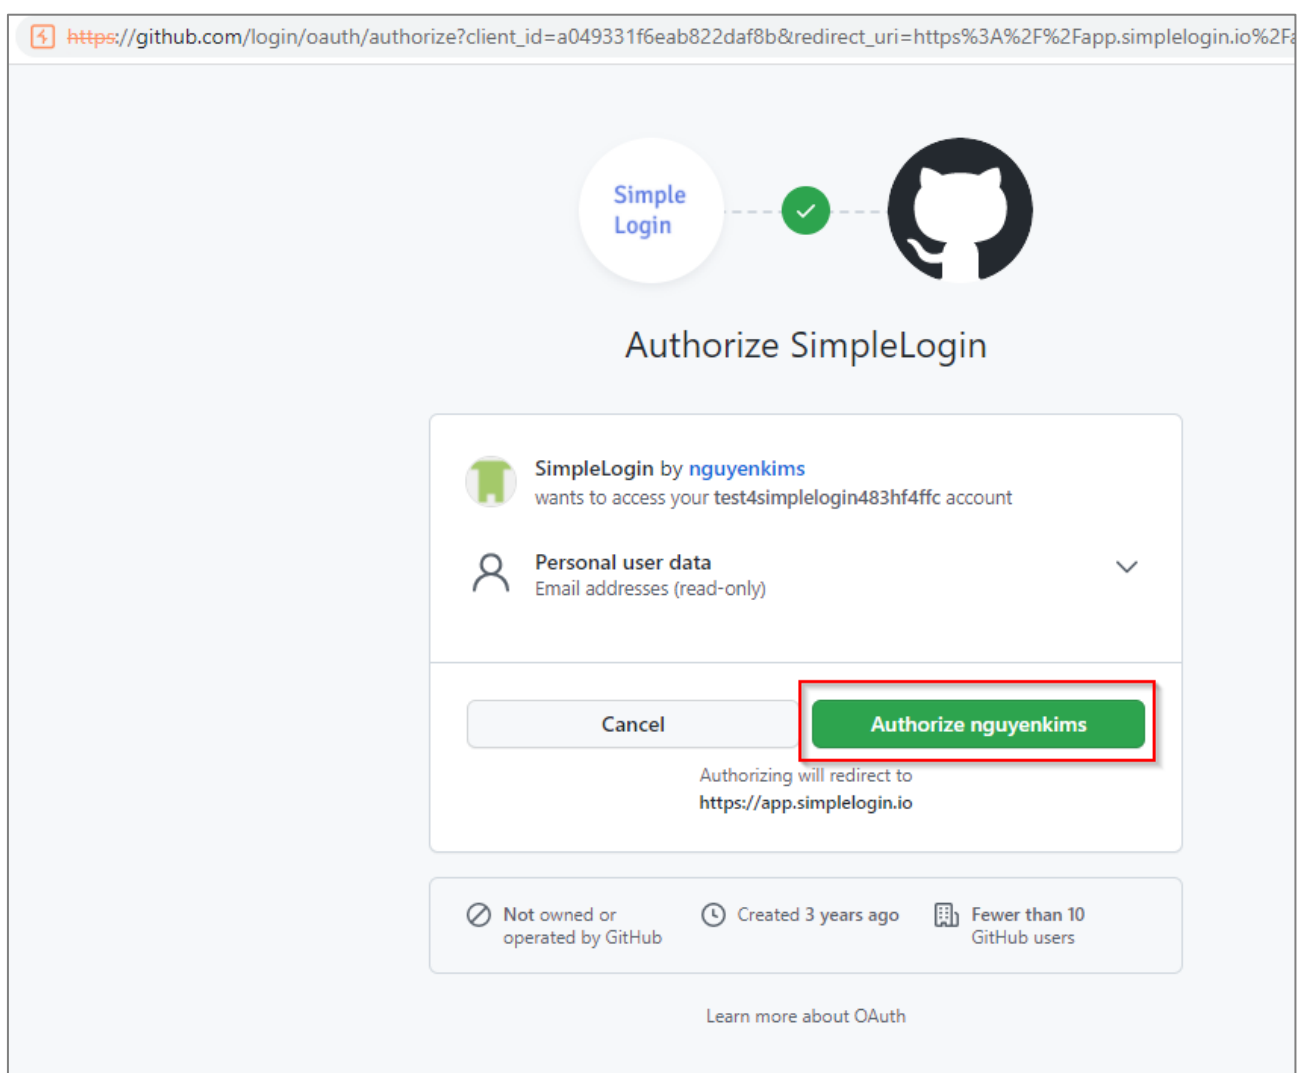 https://github.com/login/oauth/authorize?client_id=a049331f6eab822daf8b&redirect_uri=https%3A%2F%2Fapp.simplelogin.io%2Fa
Simple
Login
Authorize SimpleLogin
SimpleLogin by nguyenkims
wants to access your test4simplelogin483hf4ffc account
Personal user data
Email addresses (read-only)
Cancel
Authorize nguyenkims
Authorizing will redirect to
https://app.simplelogin.io
Not owned or
operated by GitHub
Created 3 years ago
Fewer than 10
GitHub users
Learn more about OAuth